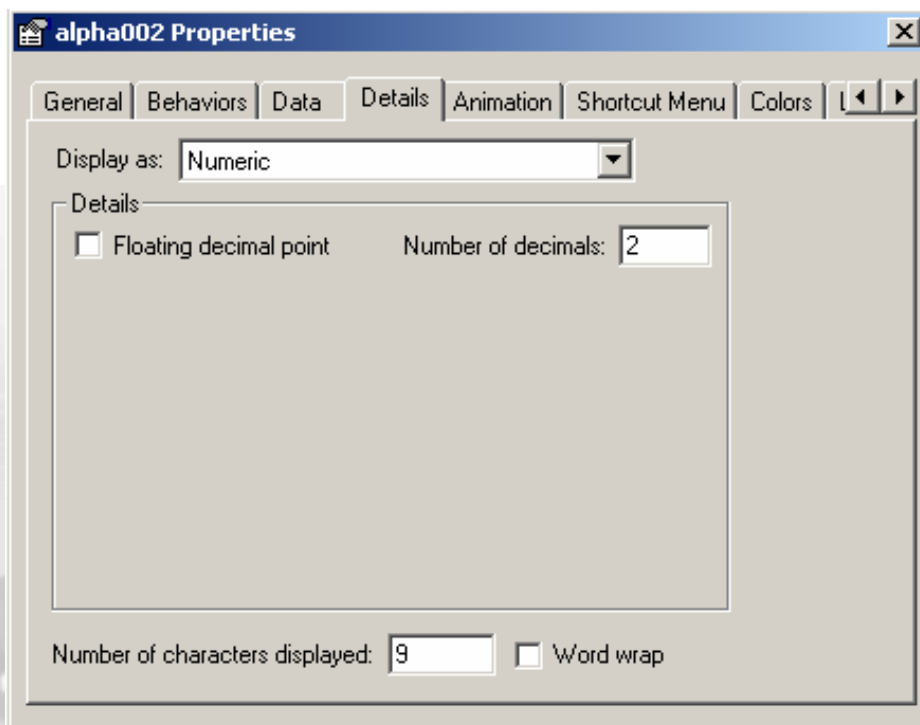 alpha002 Properties
General Behaviors Data Details Animation Shortcut Menu Colors
Display as: Numeric
Details
Floating decimal point Number of decimals: 2
Number of characters displayed: 9 Word wrap